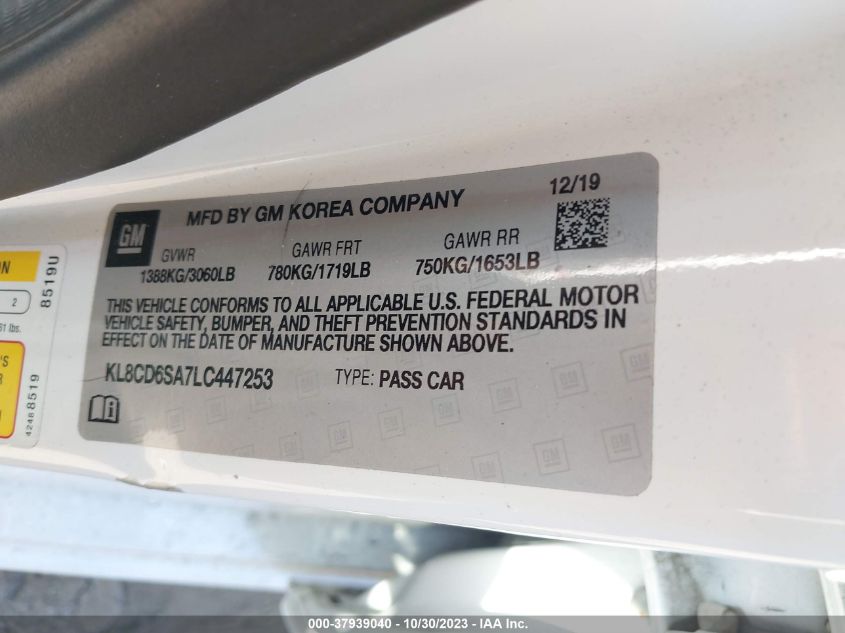 12/19
GM
MFD BY GM KOREA COMPANY
GVWR GAWR FRT GAWR RR
1388KG/3060LB 780KG/1719LB 750KG/1653LB
THIS VEHICLE CONFORMS TO ALL APPLICABLE U.S. FEDERAL MOTOR
VEHICLE SAFETY, BUMPER, AND THEFT PREVENTION STANDARDS IN
EFFECT ON THE DATE OF MANUFACTURE SHOWN ABOVE.
KL8CD6SA7LC447253 TYPE: PASS CAR
8519U
2
42488519
000-37939040 - 10/30/2023 - IAA Inc.